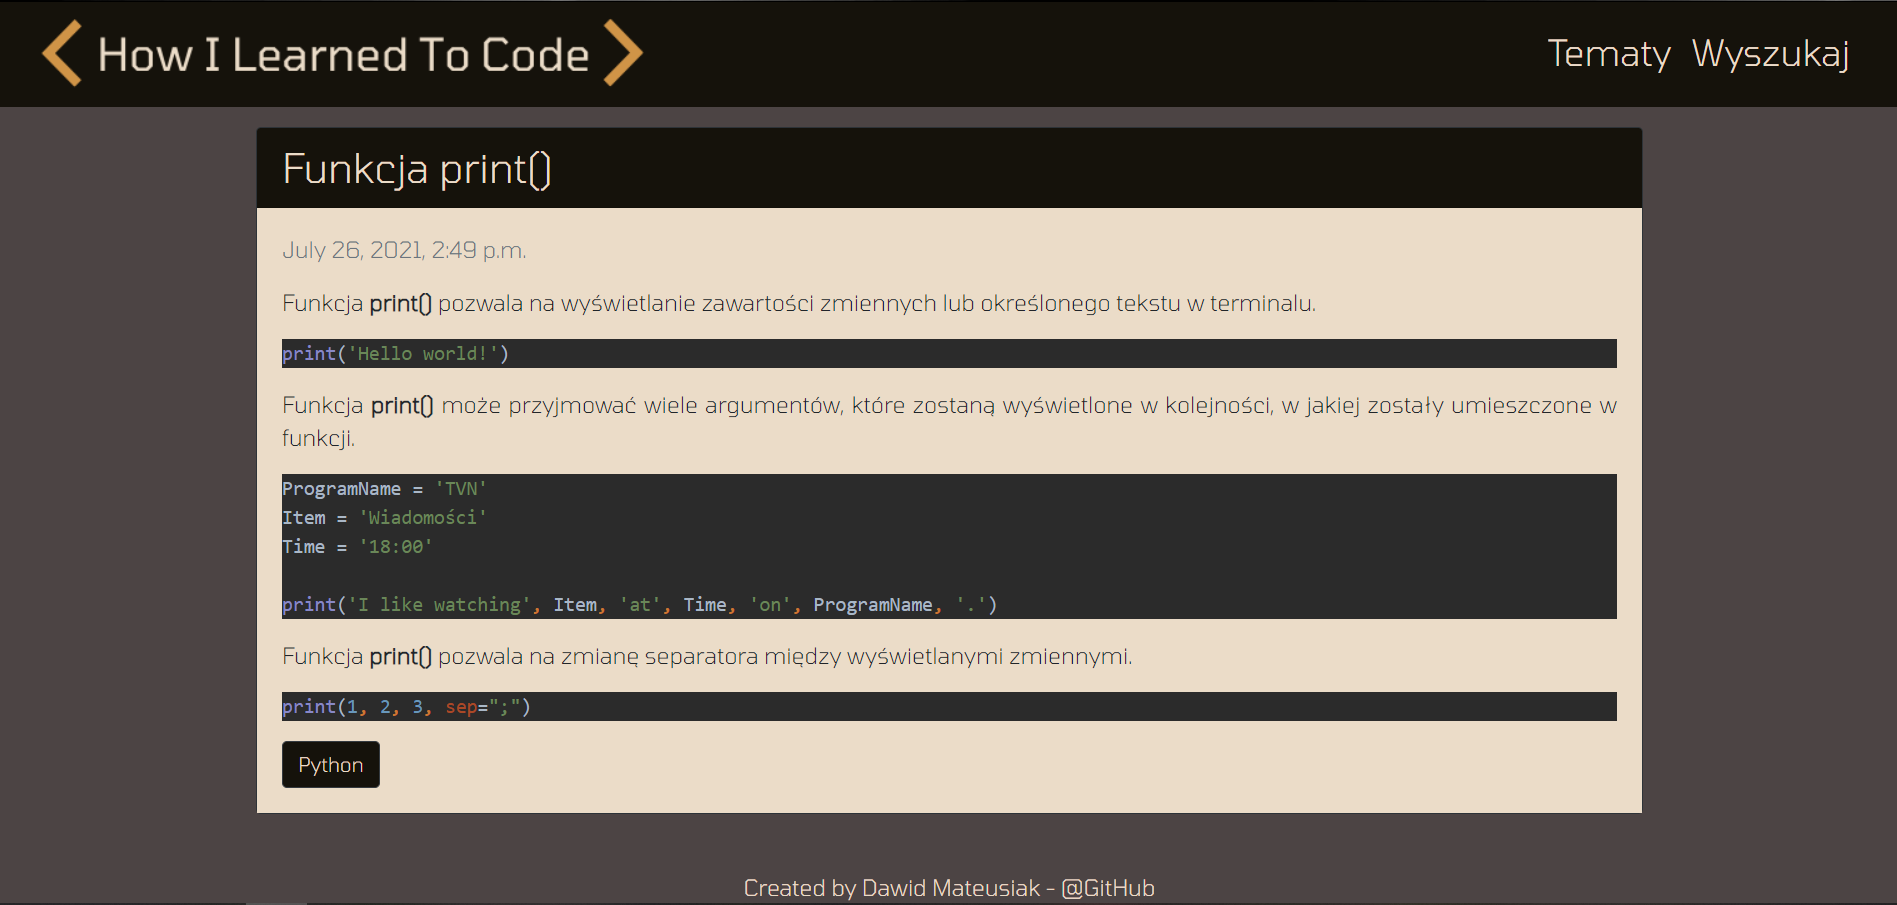 How I Learned To Code
Tematy Wyszukaj
Funkcja print()
July 26, 2021, 2:49 p.m.
Funkcja print() pozwala na wyświetlanie zawartości zmiennych lub określonego tekstu w terminalu.
print('Hello world!')
Funkcja print() może przyjmować wiele argumentów, które zostaną wyświetlone w kolejności, w jakiej zostały umieszczone w
funkcji.
ProgramName = 'TVN'
Item = 'Wiadomości'
Time = '18:00'
print('I like watching', Item, 'at', Time, 'on', ProgramName, '.')
Funkcja print() pozwala na zmianę separatora między wyświetlanymi zmiennymi.
print(1, 2, 3, sep=";")
Python
Created by Dawid Mateusiak - @GitHub